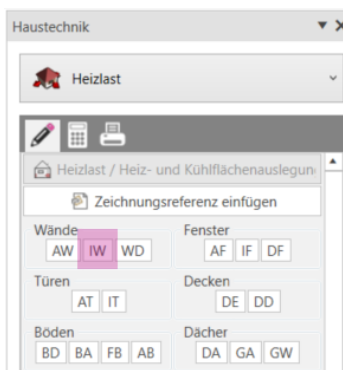 Haustechnik
Heizlast
Heizlast / Heiz- und Kühlflächenauslegun
Zeichnungsreferenz einfügen
Wände Fenster
AW IW WD AF IF DF
Türen Decken
AT IT DE DD
Böden Dächer
BD BA FB AB DA GA GW